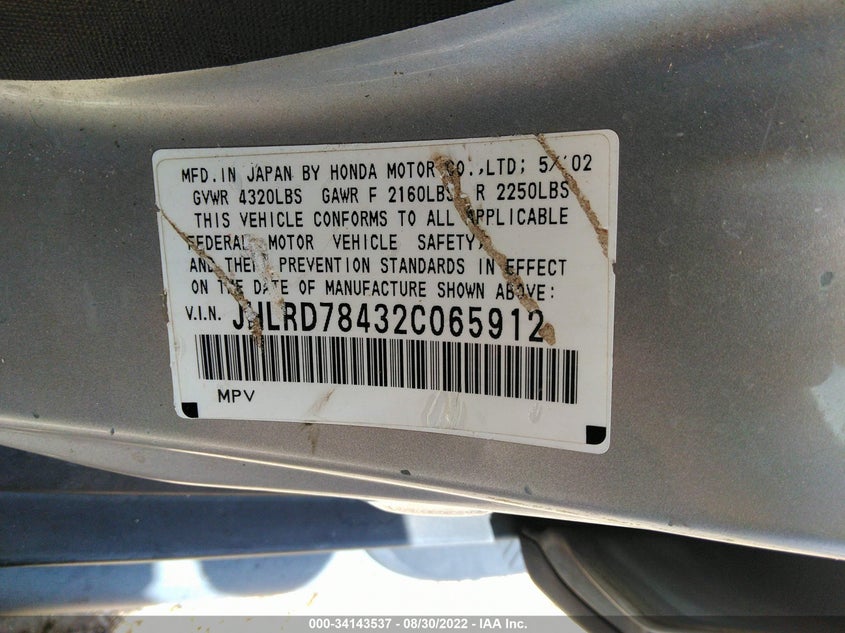 MFD.IN JAPAN BY HONDA MOTOR CO.,LTD; 5/'02
GVWR 4320LBS GAWR F 2160LBS R 2250LBS
THIS VEHICLE CONFORMS TO ALL APPLICABLE
FEDERAL MOTOR VEHICLE SAFETY,
AND THEFT PREVENTION STANDARDS IN EFFECT
ON THE DATE OF MANUFACTURE SHOWN ABOVE:
V.I.N. JHLRD78432C065912
MPV
000-34143537 - 08/30/2022 - IAA Inc.